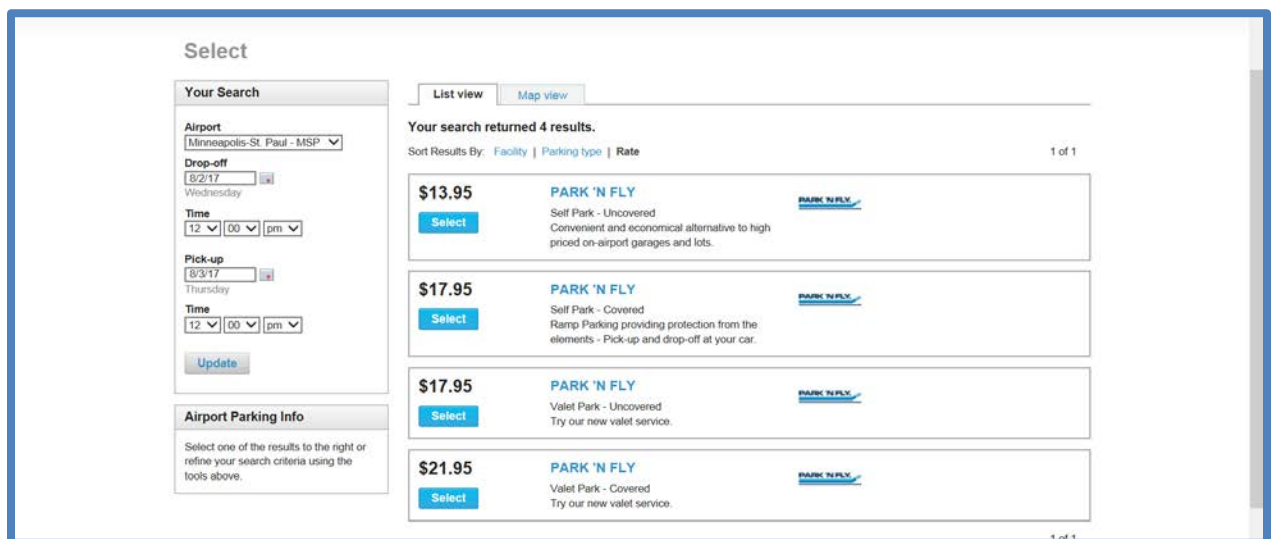 Select
Your Search
Airport
Minneapolis-St. Paul - MSP
Drop-off
8/2/17
Wednesday
Time
12 00 pm
Pick-up
8/3/17
Thursday
Time
12 00 pm
Update
Airport Parking Info
Select one of the results to the right or
refine your search criteria using the
tools above.
List view Map view
Your search returned 4 results.
Sort Results By: Facility | Parking type | Rate 1 of 1
$13.95 PARK 'N FLY PARK 'N FLY
Select
Self Park - Uncovered
Convenient and economical alternative to high
priced on-airport garages and lots.
$17.95 PARK 'N FLY PARK 'N FLY
Select
Self Park - Covered
Ramp Parking providing protection from the
elements - Pick-up and drop-off at your car.
$17.95 PARK 'N FLY PARK 'N FLY
Select
Valet Park - Uncovered
Try our new valet service.
$21.95 PARK 'N FLY PARK 'N FLY
Select
Valet Park - Covered
Try our new valet service.
1 of 1